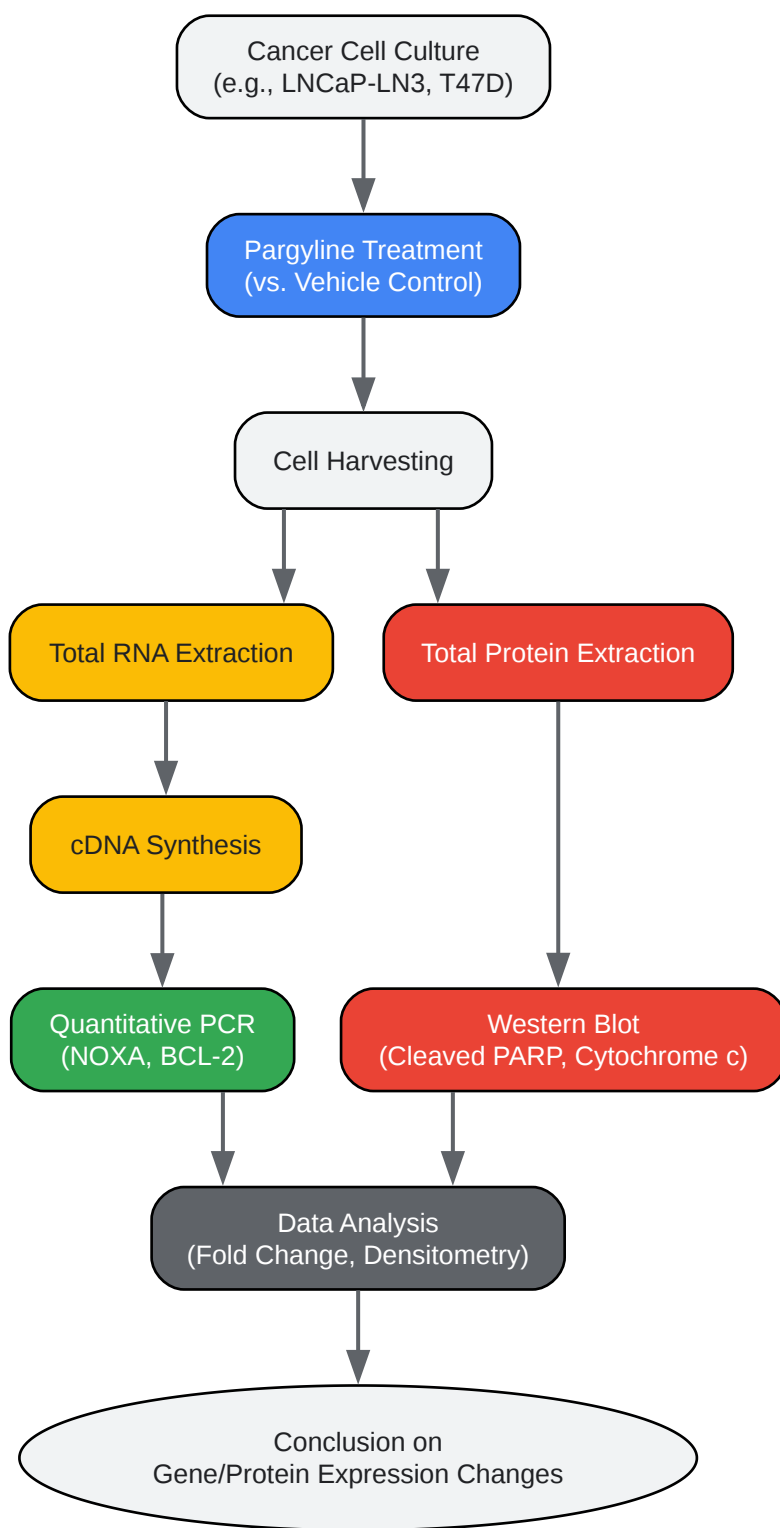 Cancer Cell Culture
(e.g., LNCaP-LN3, T47D)
Pargyline Treatment
(vs. Vehicle Control)
Cell Harvesting
Total RNA Extraction
Total Protein Extraction
cDNA Synthesis
Quantitative PCR
(NOXA, BCL-2)
Western Blot
(Cleaved PARP, Cytochrome c)
Data Analysis
(Fold Change, Densitometry)
Conclusion on
Gene/Protein Expression Changes